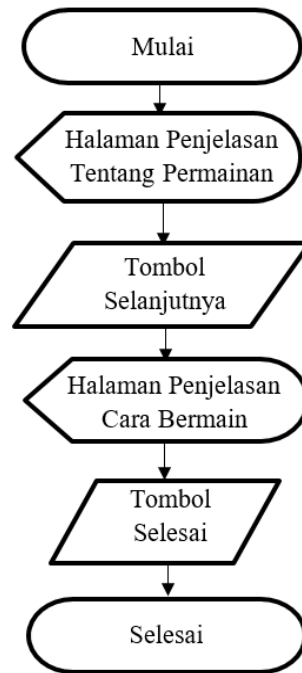 Mulai
Halaman Penjelasan
Tentang Permainan
Tombol
Selanjutnya
Halaman Penjelasan
Cara Bermain
Tombol
Selesai
Selesai